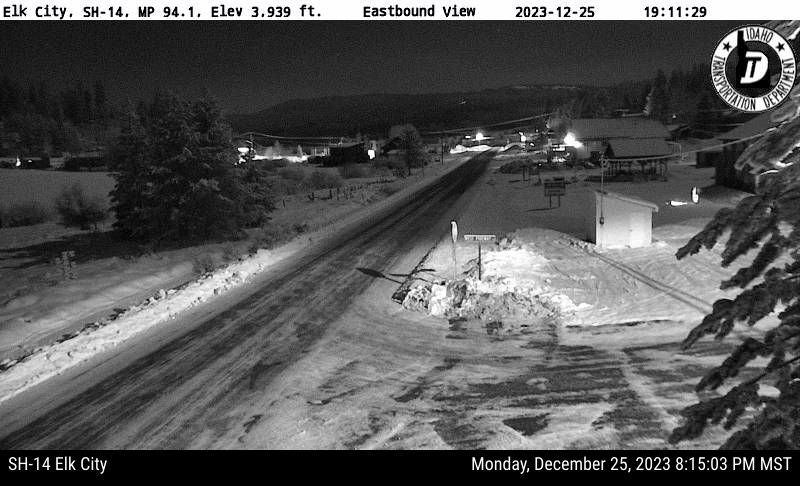 Elk City, SH-14, MP 94.1, Elev 3,939 ft. Eastbound View 2023-12-25 19:11:29
IDAHO
TRANSPORTATION DEPARTMENT
SH-14 Elk City
Monday, December 25, 2023 8:15:03 PM MST